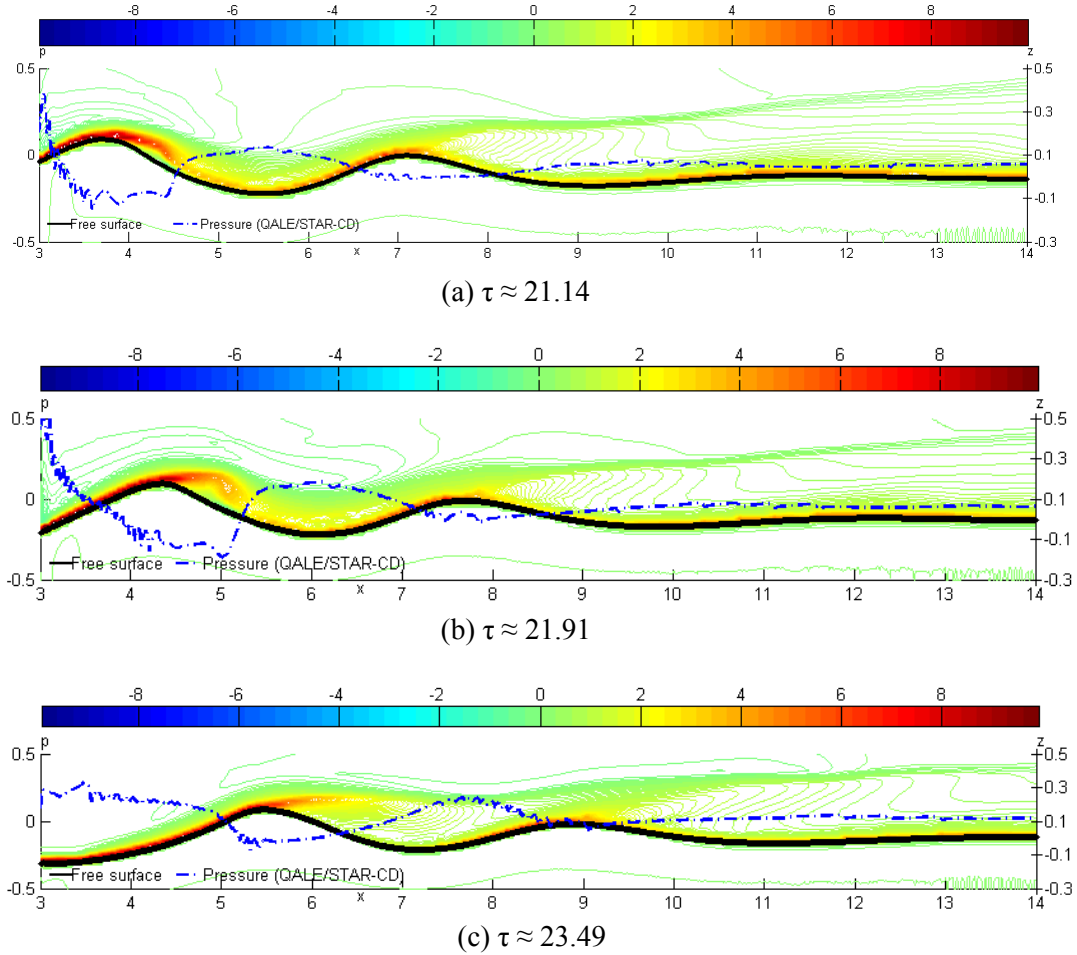 -8 -6 -4 -2 0 2 4 6 8
p z
0.5 0.5
0.3
0 0.1
-0.1
Free surface Pressure (QALE/STAR-CD)
-0.5 -0.3
3 4 5 6 x 7 8 9 10 11 12 13 14
(a) τ ≈ 21.14
-8 -6 -4 -2 0 2 4 6 8
p z
0.5 0.5
0.3
0 0.1
-0.1
Free surface Pressure (QALE/STAR-CD)
-0.5 -0.3
3 4 5 6 x 7 8 9 10 11 12 13 14
(b) τ ≈ 21.91
-8 -6 -4 -2 0 2 4 6 8
p z
0.5 0.5
0.3
0 0.1
-0.1
Free surface Pressure (QALE/STAR-CD)
-0.5 -0.3
3 4 5 6 x 7 8 9 10 11 12 13 14
(c) τ ≈ 23.49